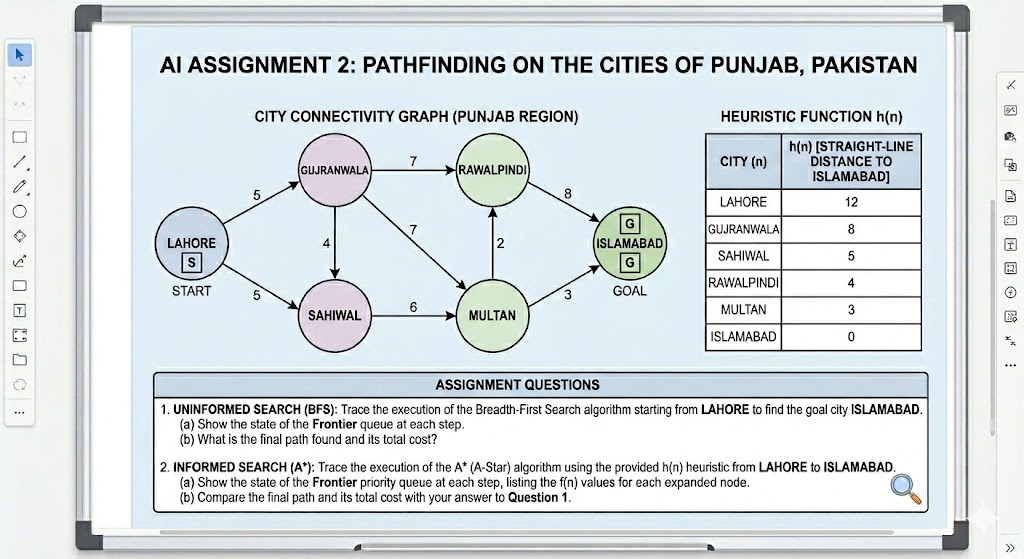 AI ASSIGNMENT 2: PATHFINDING ON THE CITIES OF PUNJAB, PAKISTAN
CITY CONNECTIVITY GRAPH (PUNJAB REGION)
GUJRANWALA
7
RAWALPINDI
5
8
LAHORE
S
START
4
7
2
G
ISLAMABAD
G
GOAL
5
3
SAHIWAL
6
MULTAN
HEURISTIC FUNCTION h(n)
CITY (n)
h(n) [STRAIGHT-LINE
DISTANCE TO
ISLAMABAD]
LAHORE 12
GUJRANWALA 8
SAHIWAL 5
RAWALPINDI 4
MULTAN 3
ISLAMABAD 0
ASSIGNMENT QUESTIONS
1. UNINFORMED SEARCH (BFS): Trace the execution of the Breadth-First Search algorithm starting from LAHORE to find the goal city ISLAMABAD.
(a) Show the state of the Frontier queue at each step.
(b) What is the final path found and its total cost?
2. INFORMED SEARCH (A*): Trace the execution of the A* (A-Star) algorithm using the provided h(n) heuristic from LAHORE to ISLAMABAD.
(a) Show the state of the Frontier priority queue at each step, listing the f(n) values for each expanded node.
(b) Compare the final path and its total cost with your answer to Question 1.